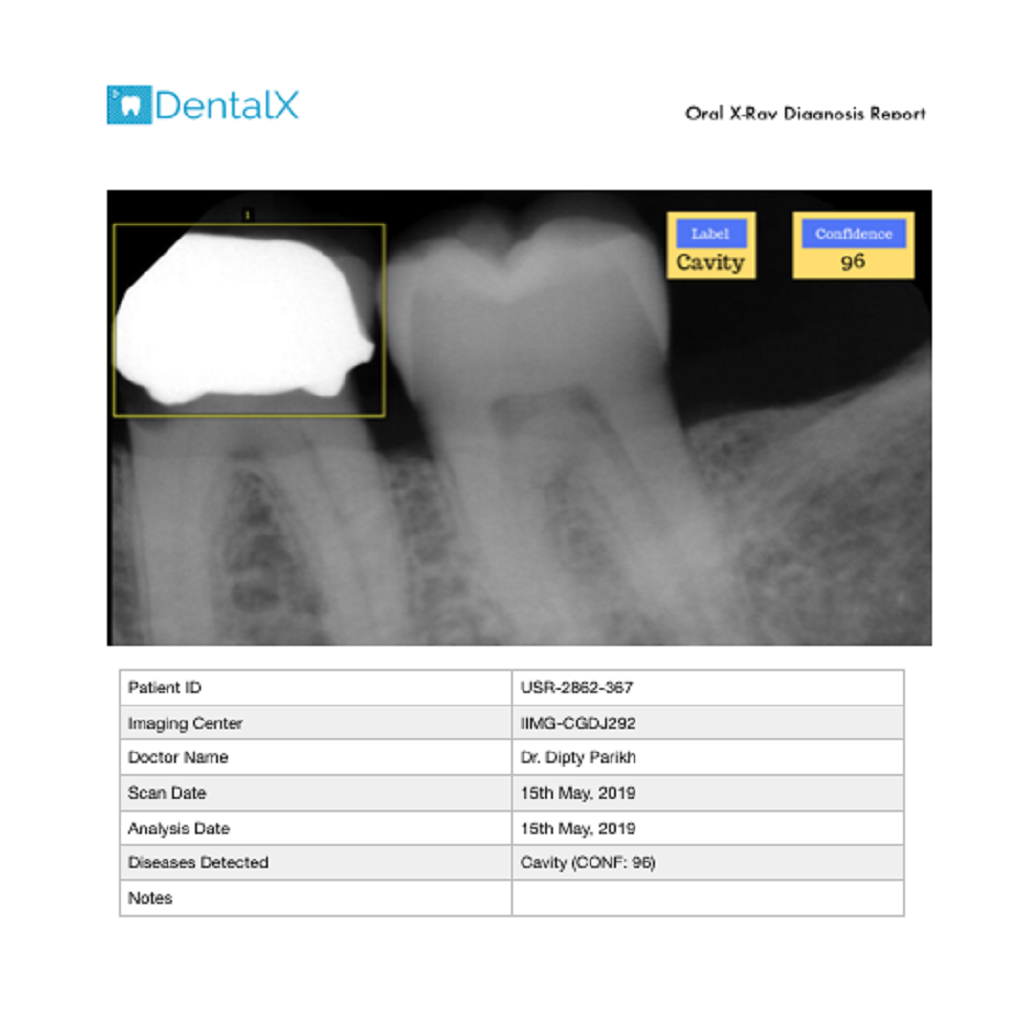 DentalX
Oral X-Ray Diagnosis Report
1
Label
Cavity
Confidence
96
Patient ID USR-2862-367
Imaging Center IIMG-CGDJ292
Doctor Name Dr. Dipty Parikh
Scan Date 15th May, 2019
Analysis Date 15th May, 2019
Diseases Detected Cavity (CONF: 96)
Notes